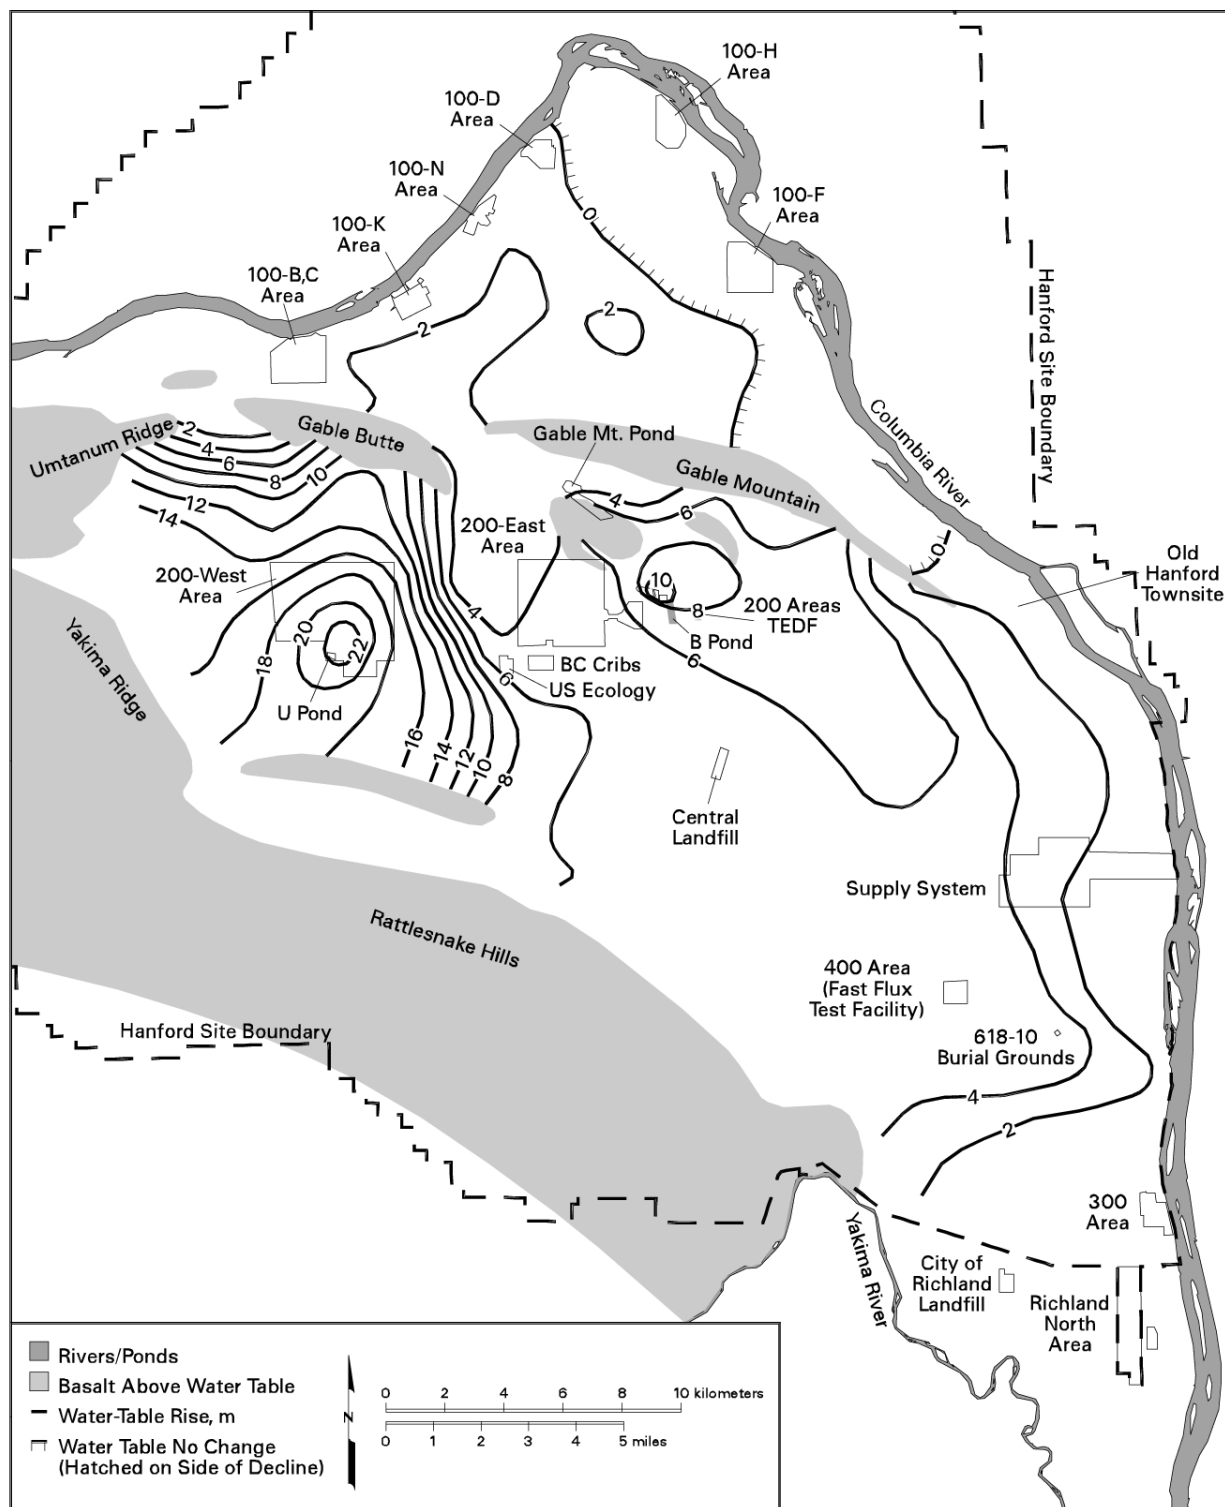 100-H
Area
100-D
Area
100-N
Area
100-F
Area
100-K
Area
100-B,C
Area
0
2
2
Hanford Site Boundary
Columbia River
Umtanum Ridge
2
4
6
8
10
12
14
Gable Butte
Gable Mt. Pond
Gable Mountain
4
6
200-East
Area
0
Old
Hanford
Townsite
200-West
Area
10
8
200 Areas
TEDF
4
B Pond
6
Yakima Ridge
20
22
18
U Pond
BC Cribs
US Ecology
6
16
14
12
10
8
Central
Landfill
Supply System
Rattlesnake Hills
400 Area
(Fast Flux
Test Facility)
618-10
Burial Grounds
Hanford Site Boundary
4
2
300
Area
Yakima River
City of
Richland
Landfill
Richland
North
Area
Rivers/Ponds
Basalt Above Water Table
Water-Table Rise, m
Water Table No Change
(Hatched on Side of Decline)
N
0 2 4 6 8 10 kilometers
0 1 2 3 4 5 miles